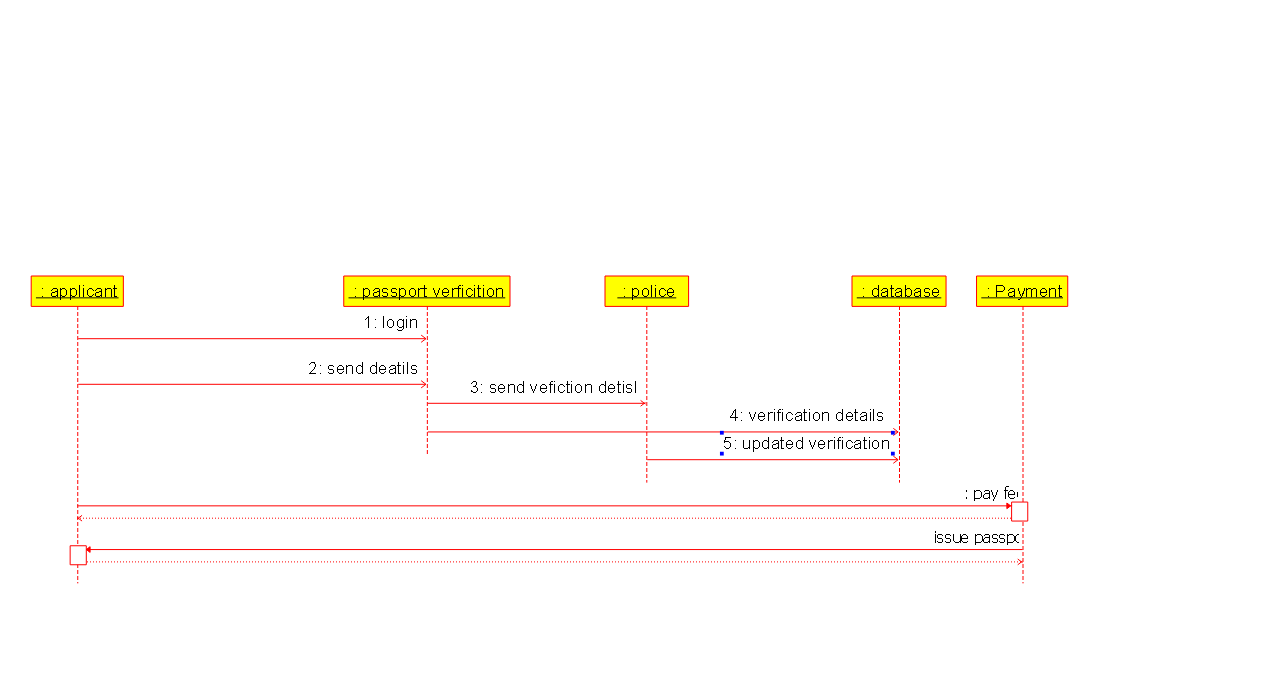 : applicant
: passport verficition
: police
: database
: Payment
1: login
2: send deatils
3: send vefiction detisl
4: verification details
5: updated verification
: pay fe
issue passpo